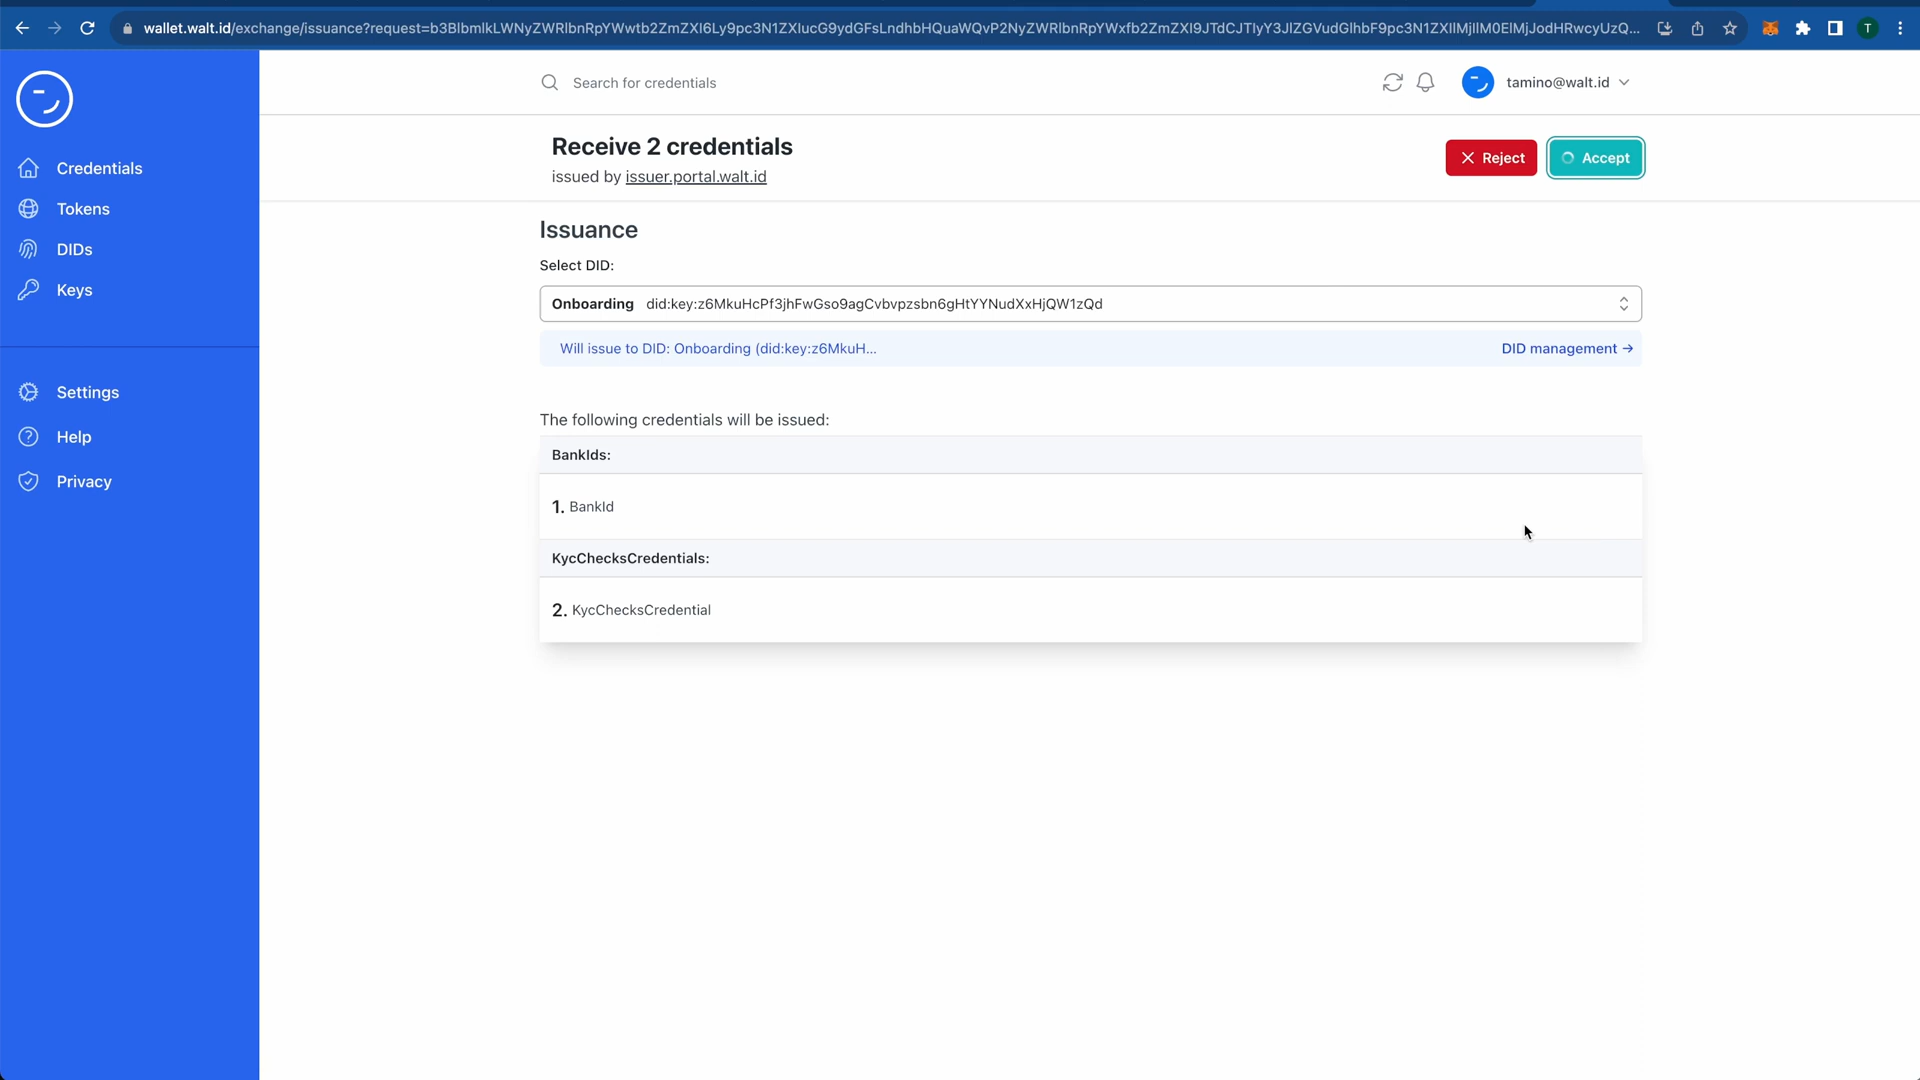 wallet.walt.id/exchange/issuance?request=b3BlbmlkLWNyZWRlbnRpYWwtb2ZmZXI6Ly9pc3N1ZXIucG9ydGFsLndhbHQuaWQvP2NyZWRlbnRpYWxfb2ZmZXI9JTdCJTIyY3JlZGVudGlhbF9pc3N1ZXIlMjIlM0ElMjJodHRwcyUzQ...
T
Search for credentials
tamino@walt.id
Credentials
Tokens
DIDs
Keys
Settings
Help
Privacy
Receive 2 credentials
issued by issuer.portal.walt.id
Reject
Accept
Issuance
Select DID:
Onboarding did:key:z6MkuHcPf3jhFwGso9agCvbvpzsbn6gHtYYNudXxHjQW1zQd
Will issue to DID: Onboarding (did:key:z6MkuH...
DID management →
The following credentials will be issued:
BankIds:
1. BankId
KycChecksCredentials:
2. KycChecksCredential